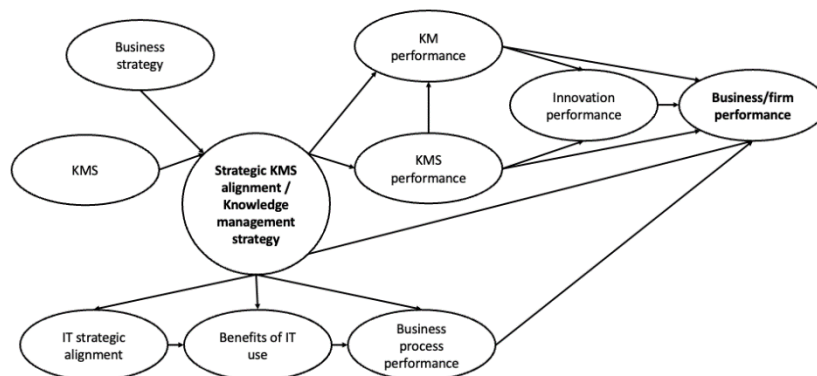 Business
strategy
KM
performance
Innovation
performance
Business/firm
performance
KMS
Strategic KMS
alignment /
Knowledge
management
strategy
KMS
performance
IT strategic
alignment
Benefits of IT
use
Business
process
performance